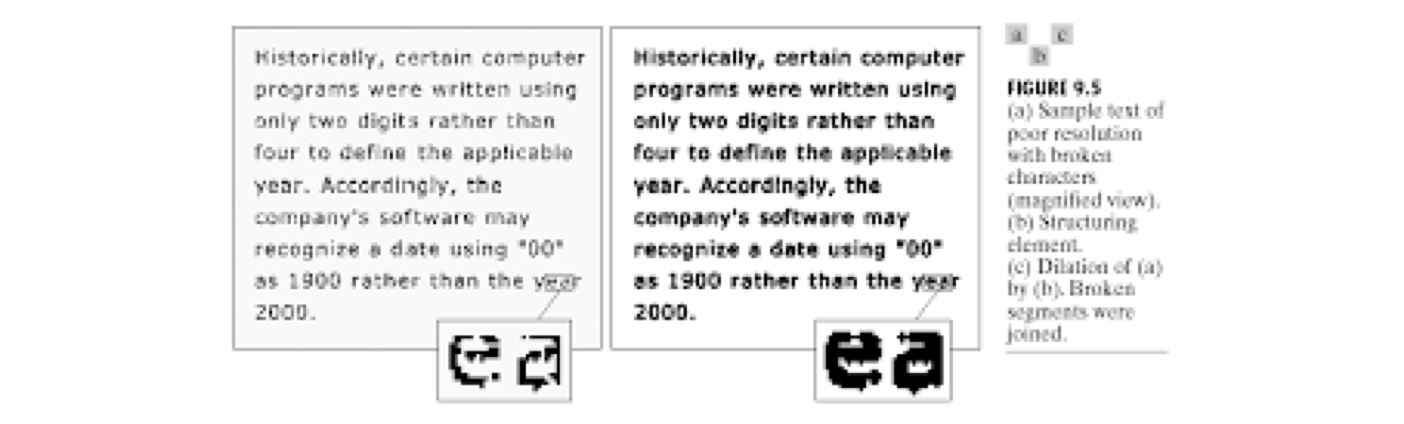 Historically, certain computer
programs were written using
only two digits rather than
four to define the applicable
year. Accordingly, the
company's software may
recognize a date using "00"
as 1900 rather than the year
2000.
e a
Historically, certain computer
programs were written using
only two digits rather than
four to define the applicable
year. Accordingly, the
company's software may
recognize a date using "00"
as 1900 rather than the year
2000.
e a
a c
b
FIGURE 9.5
(a) Sample text of
poor resolution
with broken
characters
(magnified view).
(b) Structuring
element.
(c) Dilation of (a)
by (b). Broken
segments were
joined.